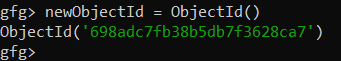 gfg> newObjectId = ObjectId()
ObjectId('698adc7fb38b5db7f3628ca7')
gfg>